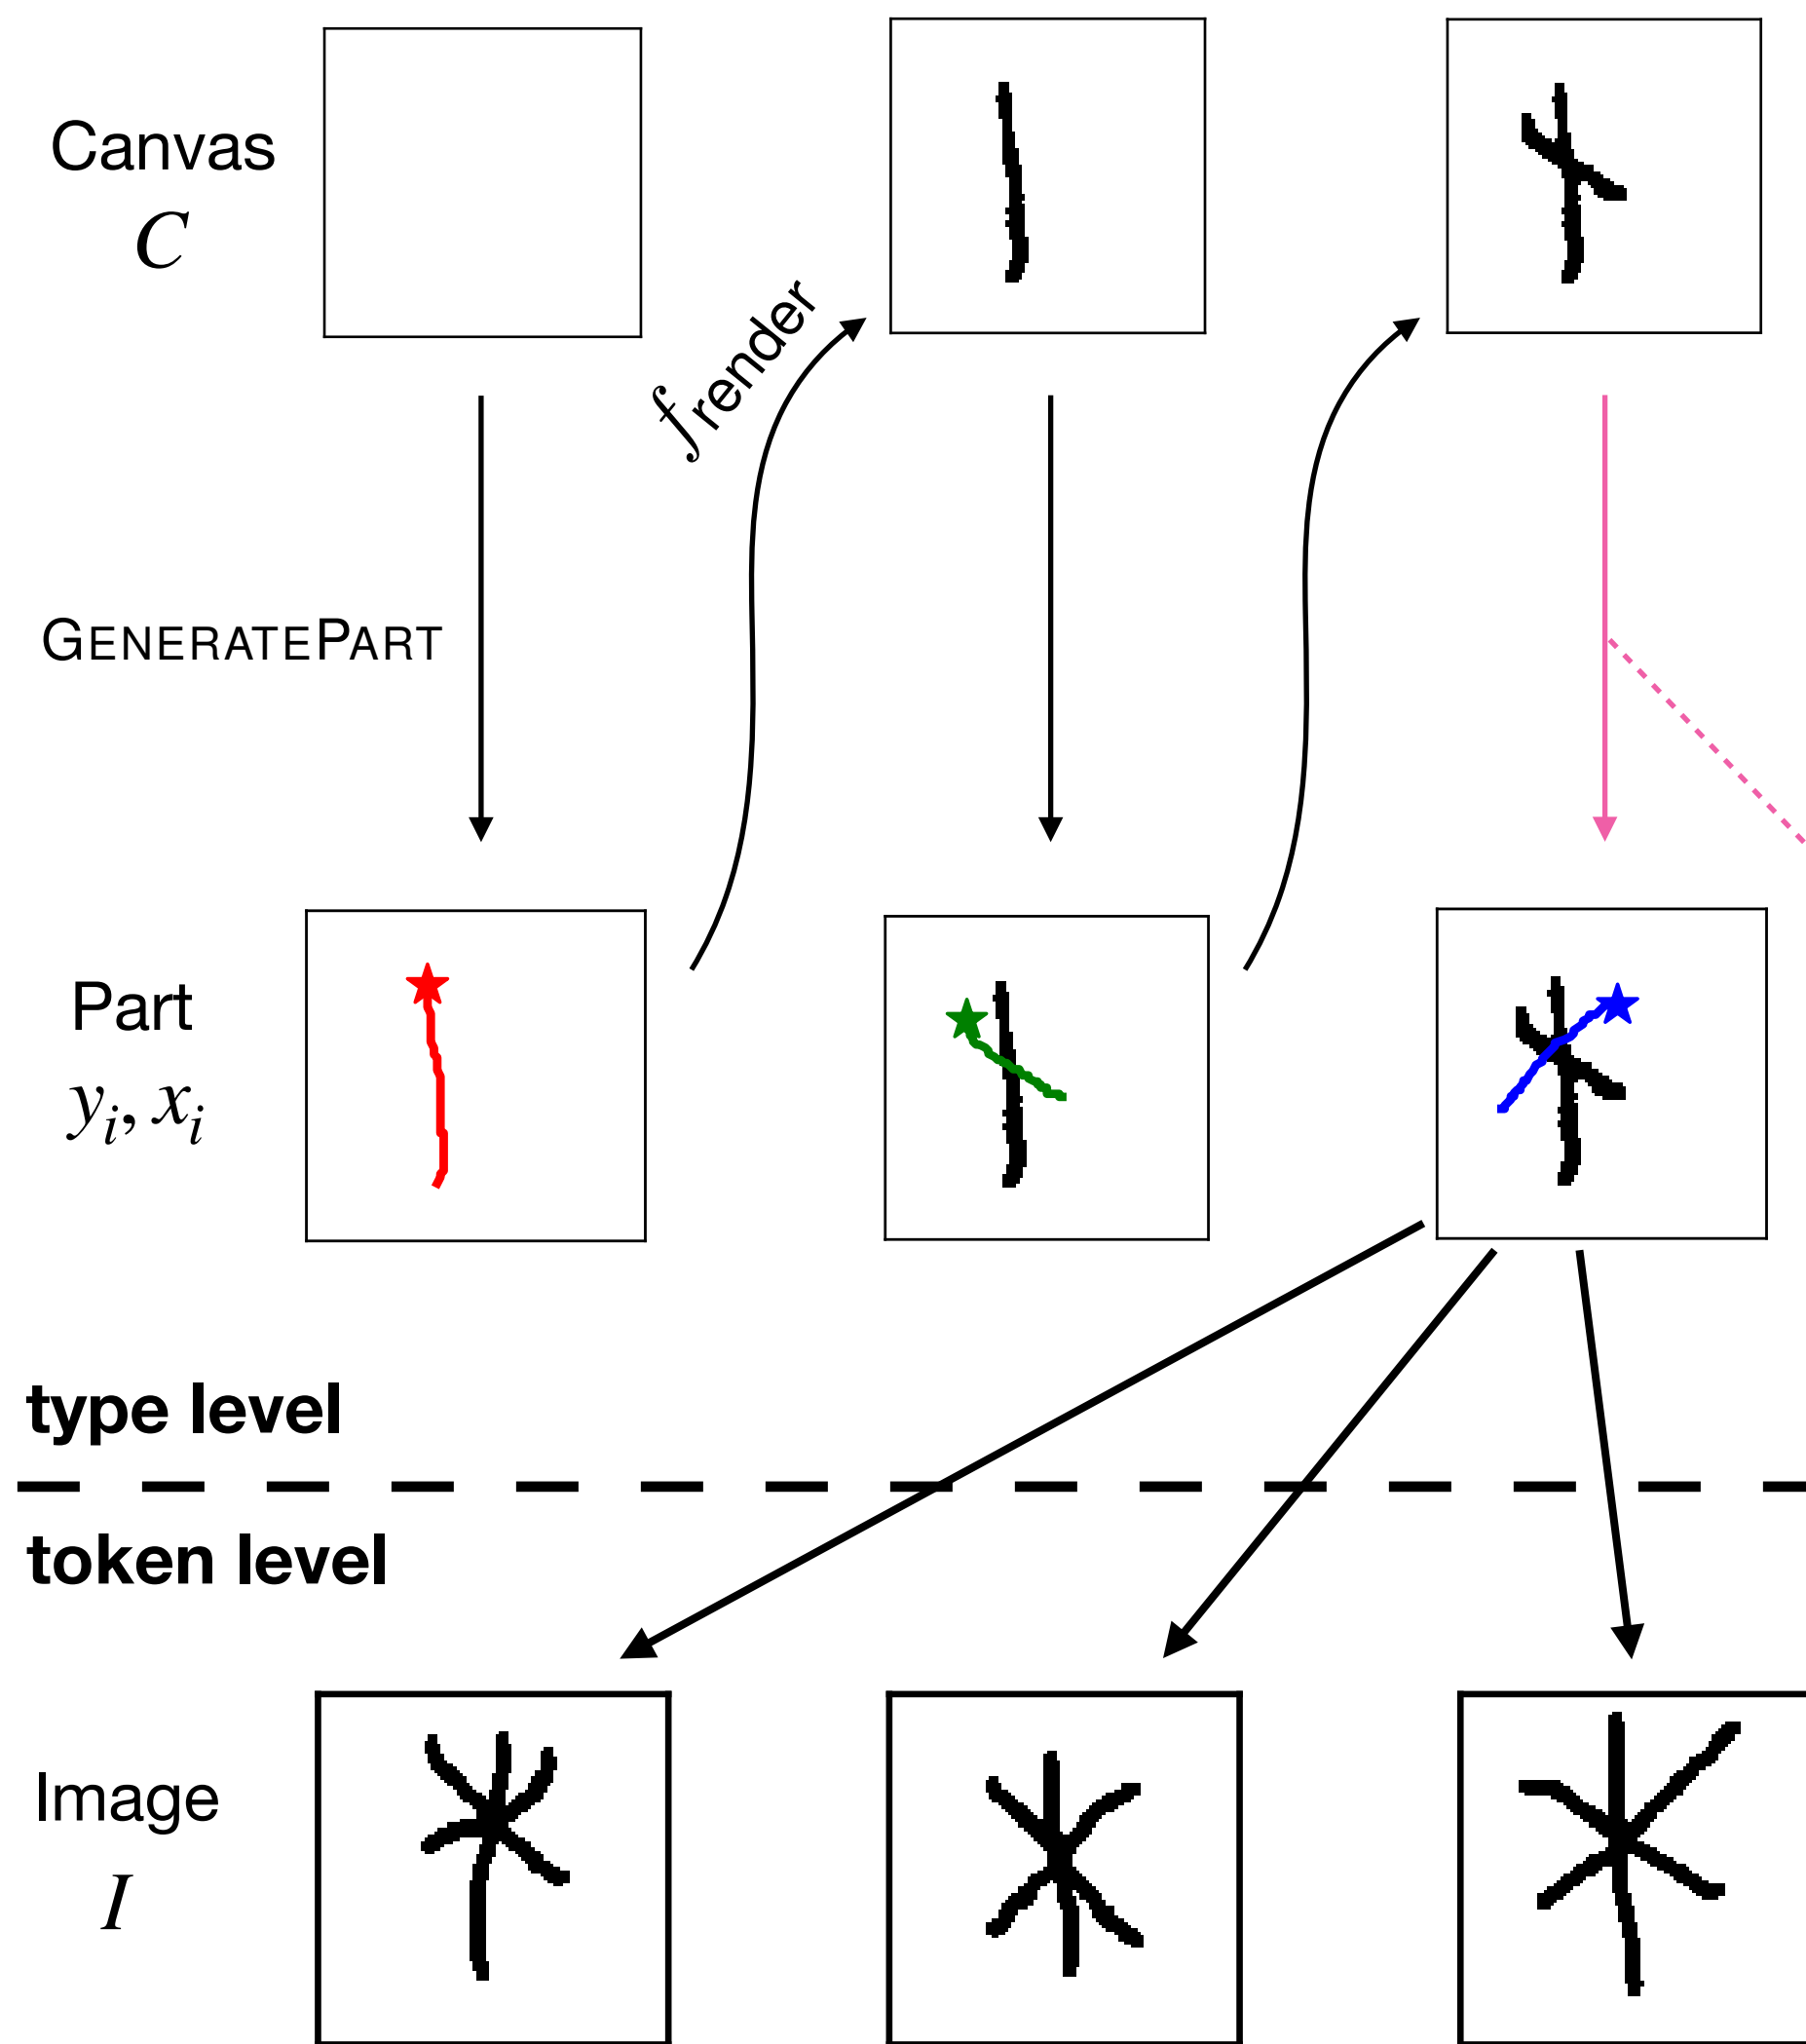 Canvas
C
f render
GENERATEPART
Part
y_i, x_i
type level
token level
Image
I